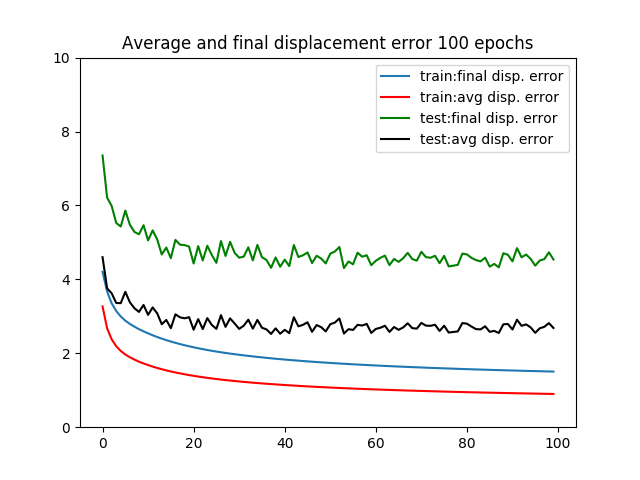 Average and final displacement error 100 epochs
train:final disp. error
train:avg disp. error
test:final disp. error
test:avg disp. error
10
8
6
4
2
0
0 20 40 60 80 100